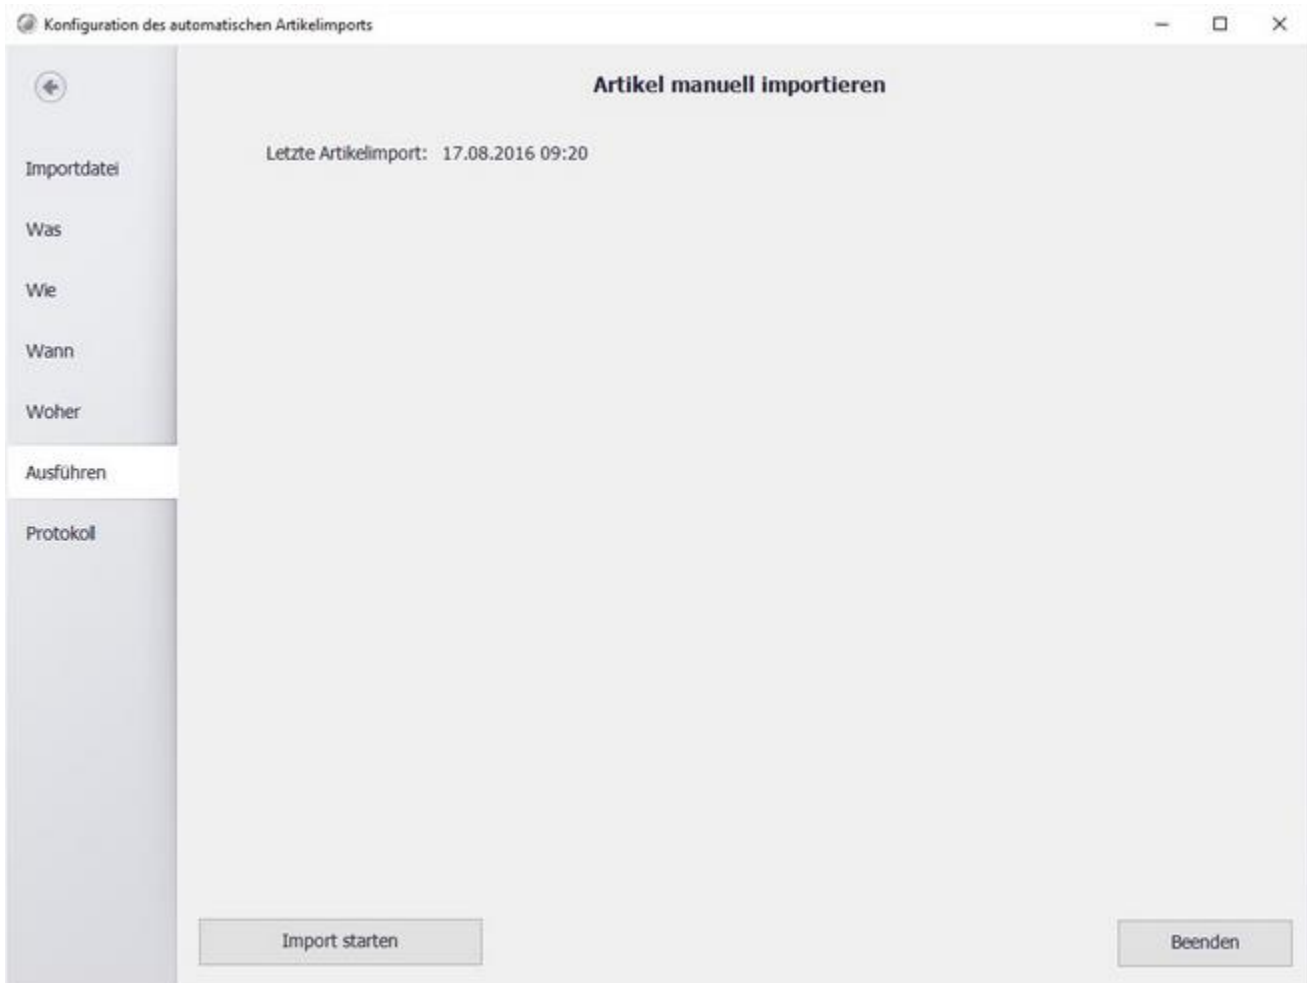 Konfiguration des automatischen Artikelimports
Artikel manuell importieren
Letzte Artikelimport: 17.08.2016 09:20
Importdatei
Was
Wie
Wann
Woher
Ausführen
Protokoll
Import starten
Beenden